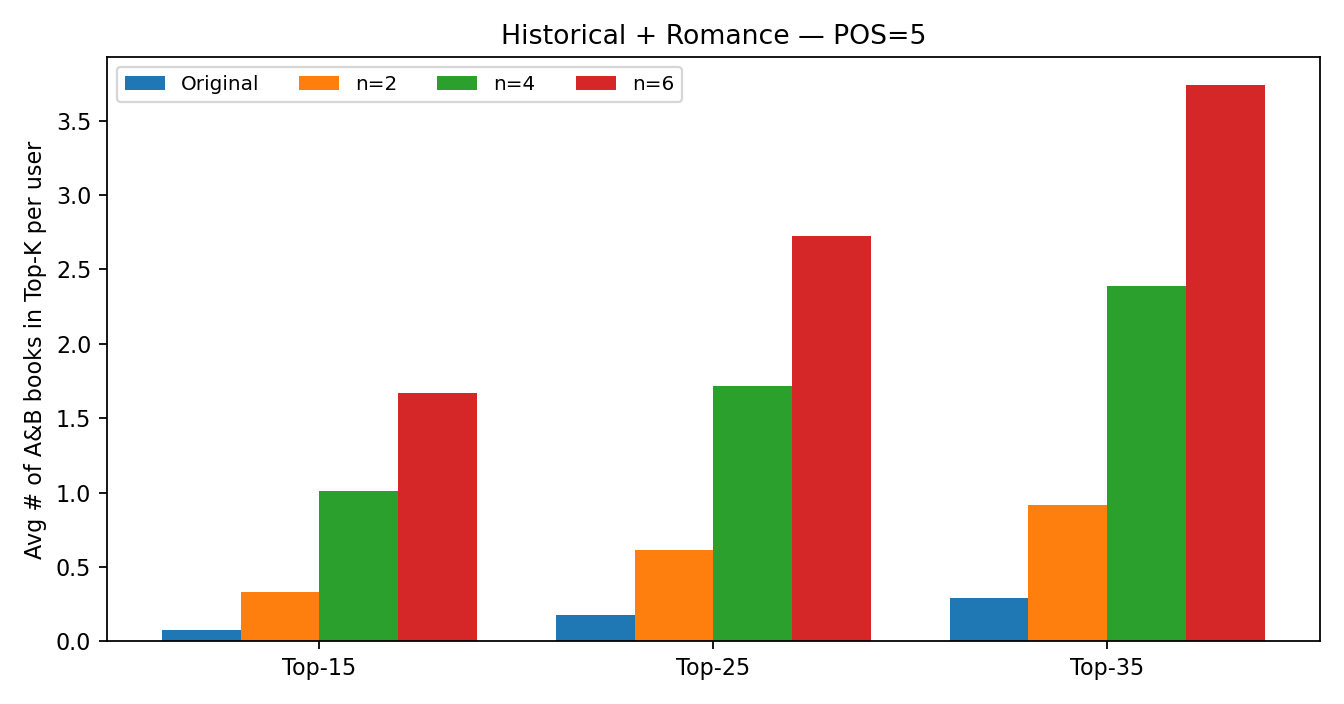 Historical + Romance — POS=5
Original n=2 n=4 n=6
Avg # of A&B books in Top-K per user
3.5
3.0
2.5
2.0
1.5
1.0
0.5
0.0
Top-15 Top-25 Top-35